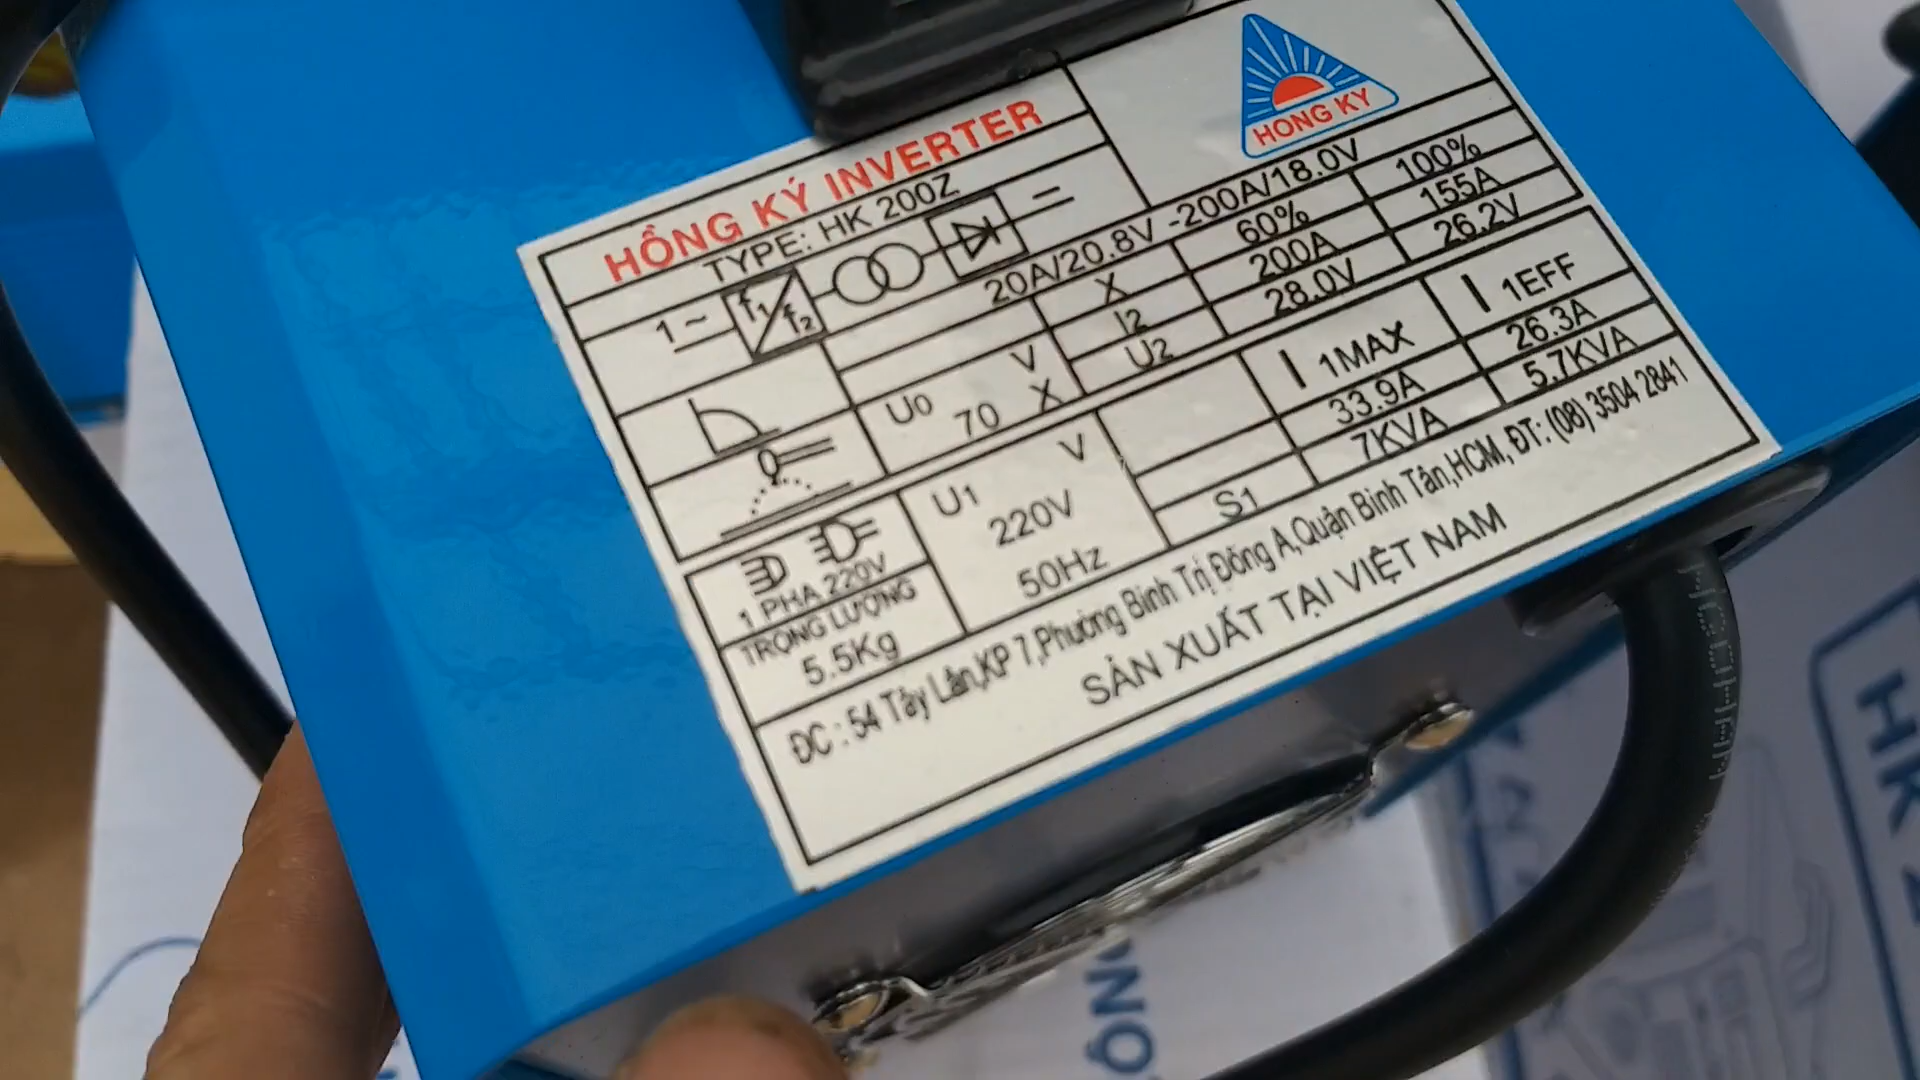 HỒNG KÝ INVERTER
HONG KY
TYPE: HK 200Z
1~ f1/f2
20A/20.8V -200A/18.0V
X 60% 100%
I2 200A 155A
U2 28.0V 26.2V
U0 V
70 X
U1 V
220V
50Hz
I 1MAX I 1EFF
33.9A 26.3A
S1 7KVA 5.7KVA
1 PHA 220V
TRỌNG LƯỢNG
5.5Kg
ĐC : 54 Tây Lân,KP 7,Phường Bình Trị Đông A,Quận Bình Tân,HCM, ĐT: (08) 3504 2841
SẢN XUẤT TẠI VIỆT NAM